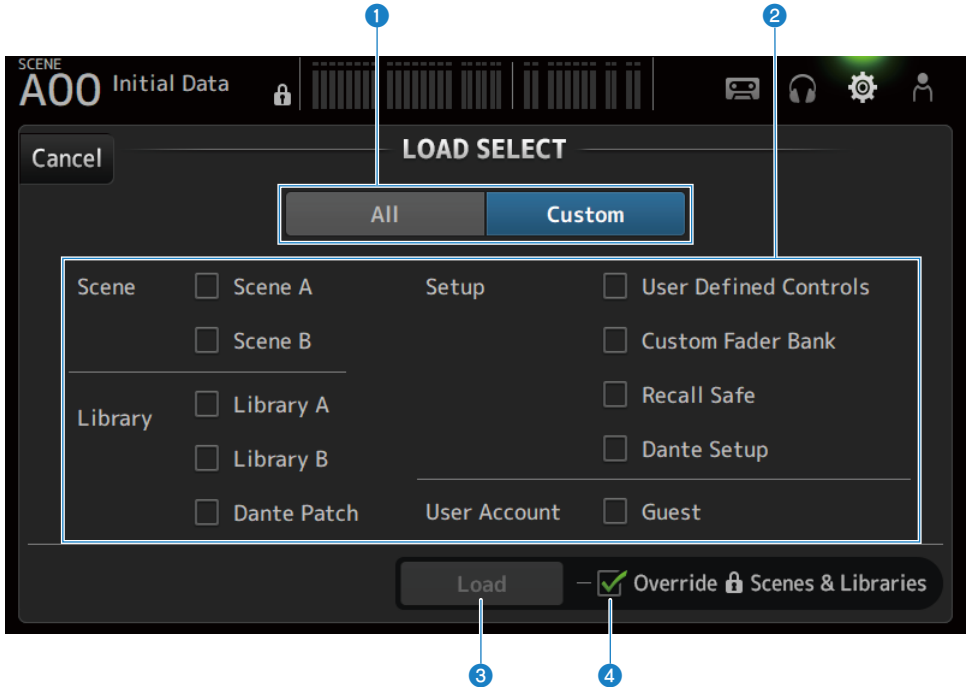 1 2
SCENE
A00 Initial Data
Cancel
LOAD SELECT
All Custom
Scene Scene A Setup User Defined Controls
Scene B Custom Fader Bank
Library Library A Recall Safe
Library B Dante Setup
Dante Patch User Account Guest
Load Override Scenes & Libraries
3 4